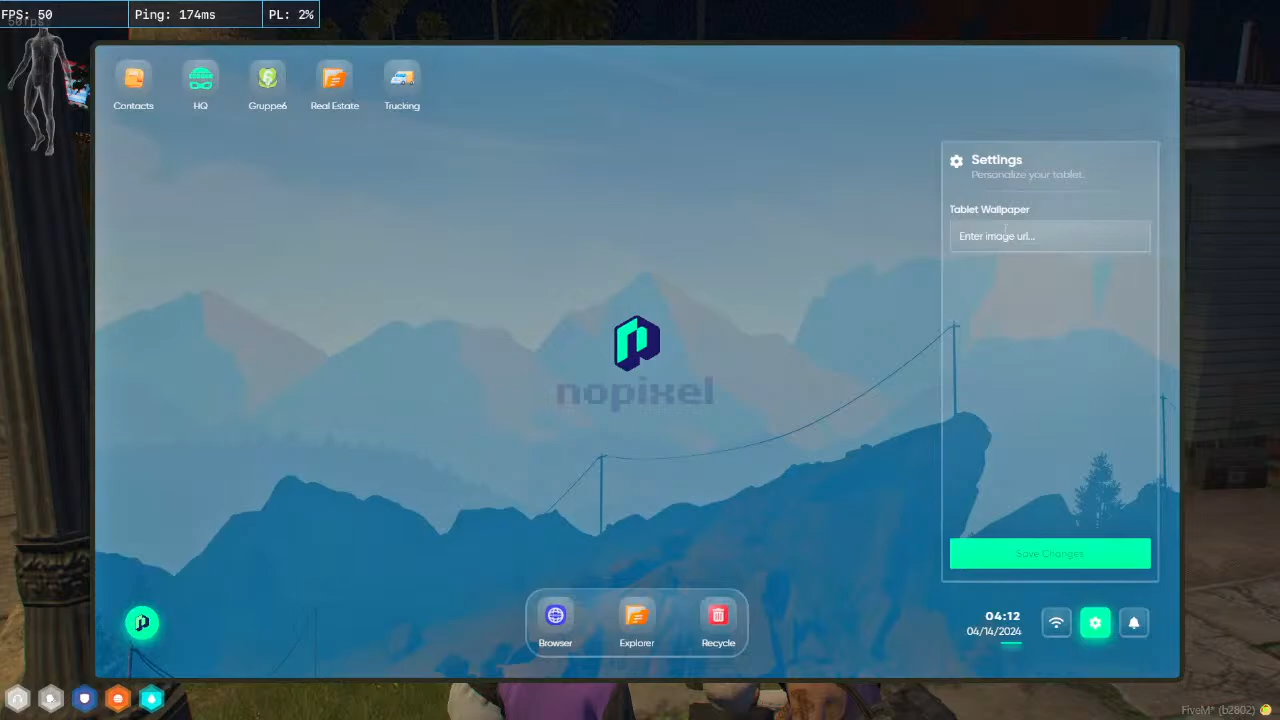 FPS: 50
Ping: 174ms
PL: 2%
50fps
Contacts
HQ
Gruppe6
Real Estate
Trucking
Settings
Personalize your tablet.
Tablet Wallpaper
Enter image url...
nopixel
Save Changes
04:12
04/14/2024
Browser
Explorer
Recycle
FiveM* (b2802)